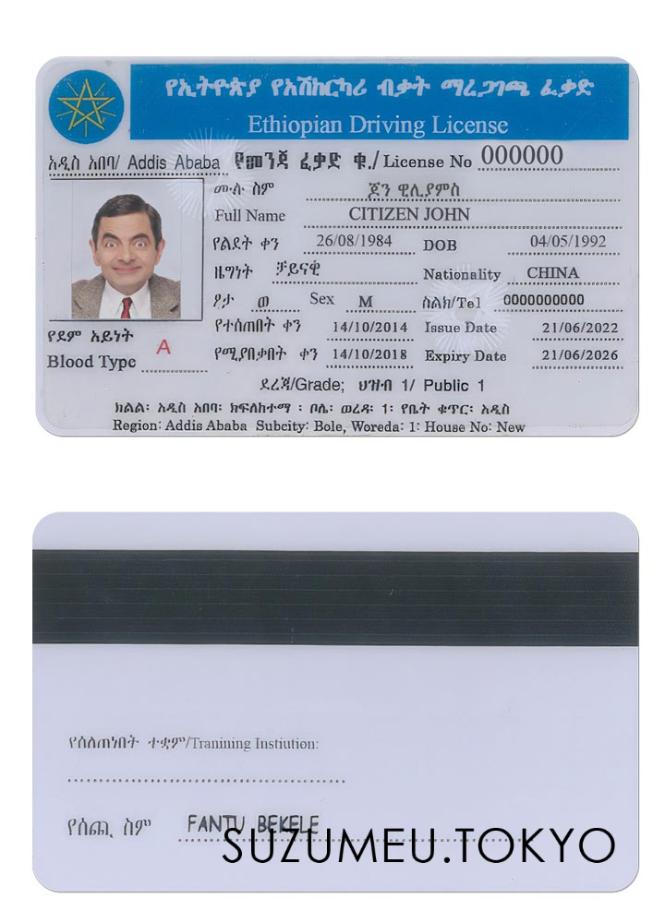 የኢትዮጵያ የአሽከርካሪ ብቃት ማረጋገጫ ፈቃድ
Ethiopian Driving License
አዲስ አበባ/ Addis Ababa የመንጃ ፈቃድ ቁ./ License No 000000
ሙሉ ስም ጆን ዊሊያምስ
Full Name CITIZEN JOHN
የልደት ቀን 26/08/1984 DOB 04/05/1992
ዜግነት ቻይናዊ Nationality CHINA
ፆታ ወ Sex M ስልክ/Tel 0000000000
የደም አይነት
Blood Type A
የተሰጠበት ቀን 14/10/2014 Issue Date 21/06/2022
የሚያበቃበት ቀን 14/10/2018 Expiry Date 21/06/2026
ደረጃ/Grade; ህዝብ 1/ Public 1
ክልል: አዲስ አበባ: ክፍለከተማ : ቦሌ: ወረዳ: 1: የቤት ቁጥር: አዲስ
Region: Addis Ababa Subcity: Bole, Woreda: 1: House No: New
የሰለጠነበት ተቋም/Tranining Instiution:
የሰጪ ስም FANTU BEKELE
SUZUMEU.TOKYO